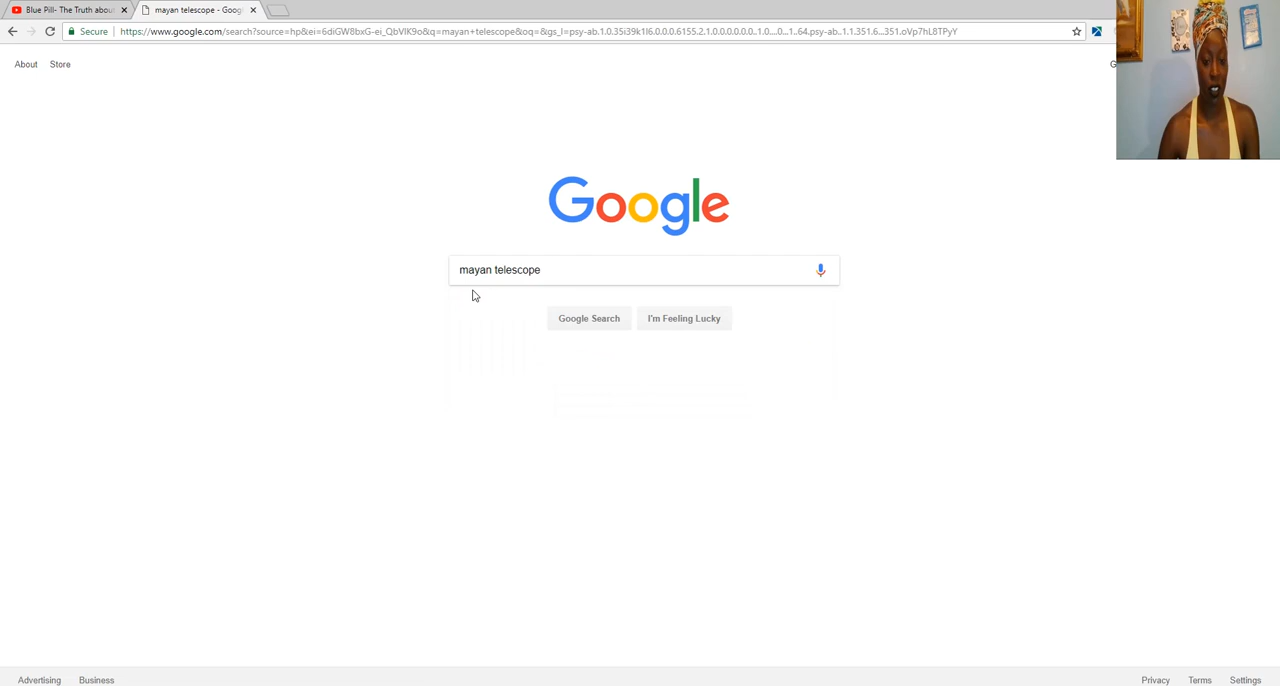 Blue Pill- The Truth about
mayan telescope - Goog
Secure
https://www.google.com/search?source=hp&ei=6diGW8bxG-ei_QbVlK9o&q=mayan+telescope&oq=&gs_l=psy-ab.1.0.35i39k1l6.0.0.0.6155.2.1.0.0.0.0.0.0..1.0....0...1..64.psy-ab..1.1.351.6...351.oVp7hL8TPyY
About Store
Google
mayan telescope
Google Search I'm Feeling Lucky
Advertising Business Privacy Terms Settings